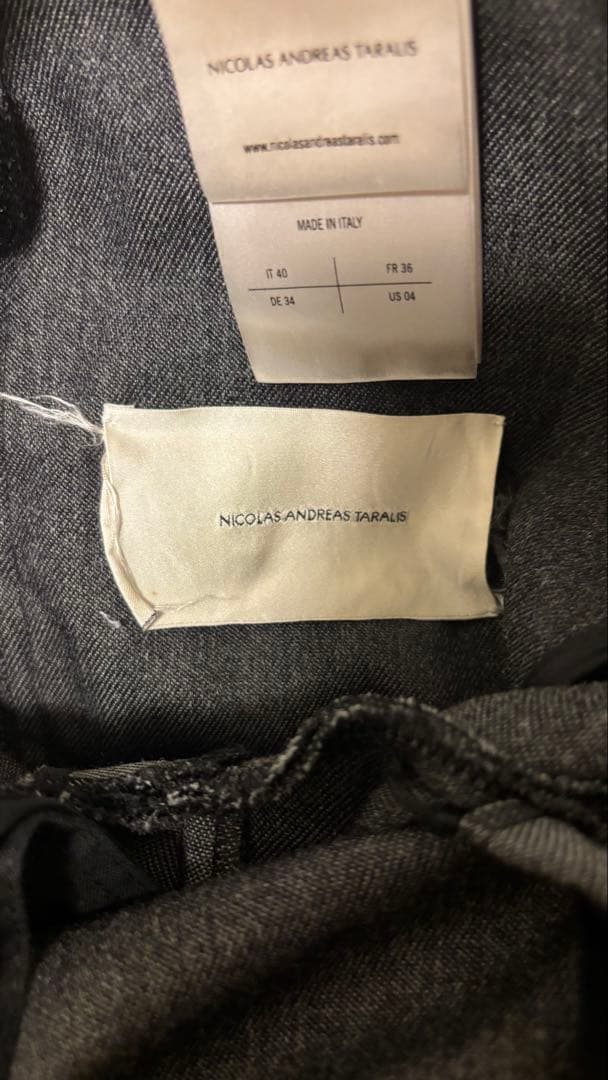 NICOLAS ANDREAS TARALIS
www.nicolasandreastaralis.com
MADE IN ITALY
IT 40 FR 36
DE 34 US 04
NICOLAS ANDREAS TARALIS